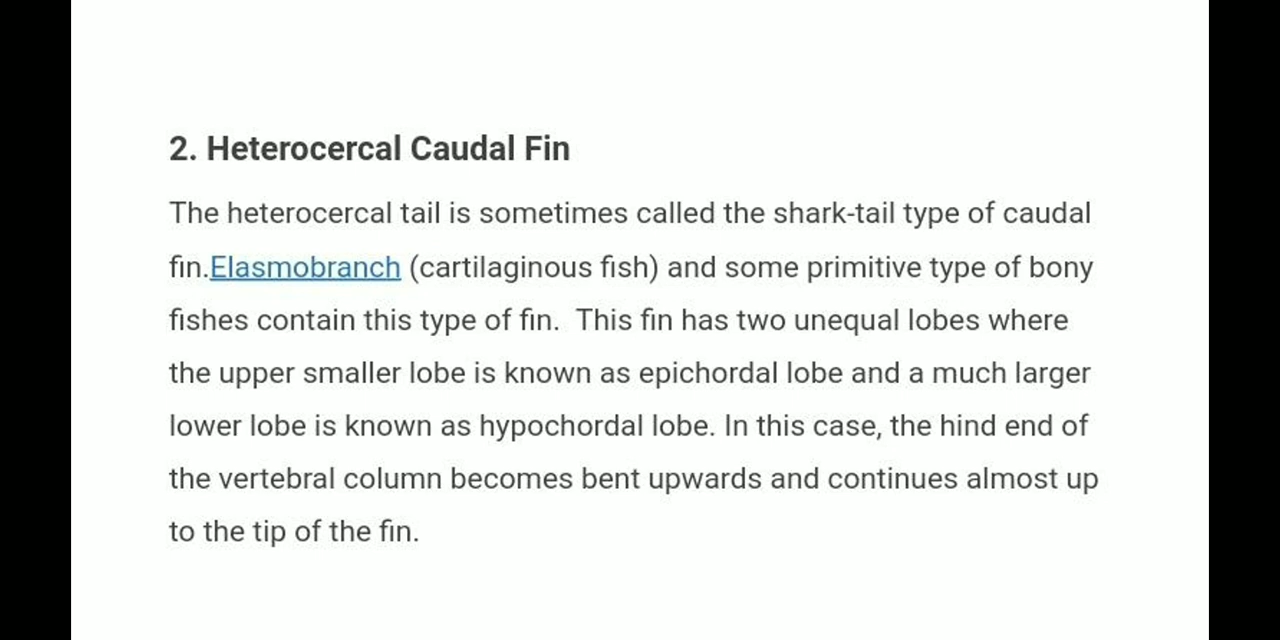 2. Heterocercal Caudal Fin
The heterocercal tail is sometimes called the shark-tail type of caudal
fin.Elasmobranch (cartilaginous fish) and some primitive type of bony
fishes contain this type of fin.  This fin has two unequal lobes where
the upper smaller lobe is known as epichordal lobe and a much larger
lower lobe is known as hypochordal lobe. In this case, the hind end of
the vertebral column becomes bent upwards and continues almost up
to the tip of the fin.